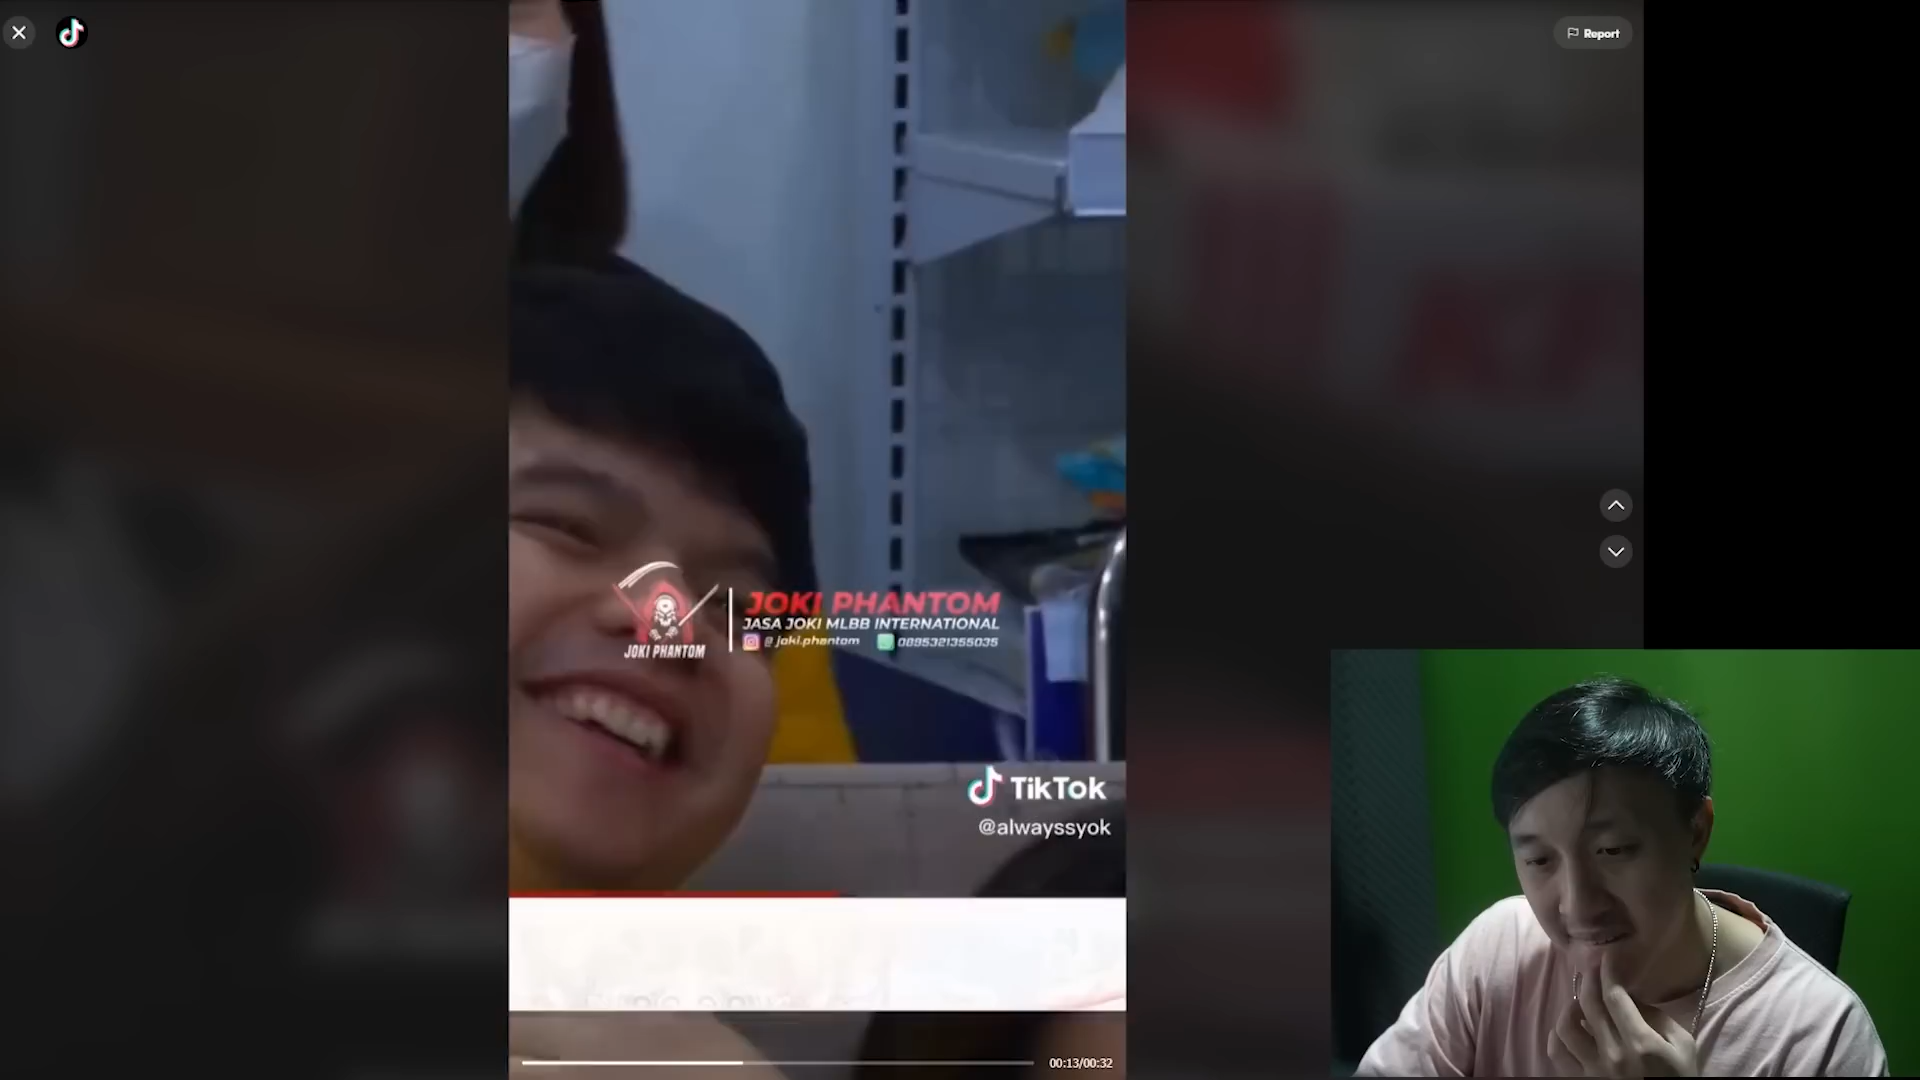 Report
JOKI PHANTOM
JASA JOKI MLBB INTERNATIONAL
@joki.phantom 0895321355035
JOKI PHANTOM
TikTok
@alwayssyok
00:13/00:32